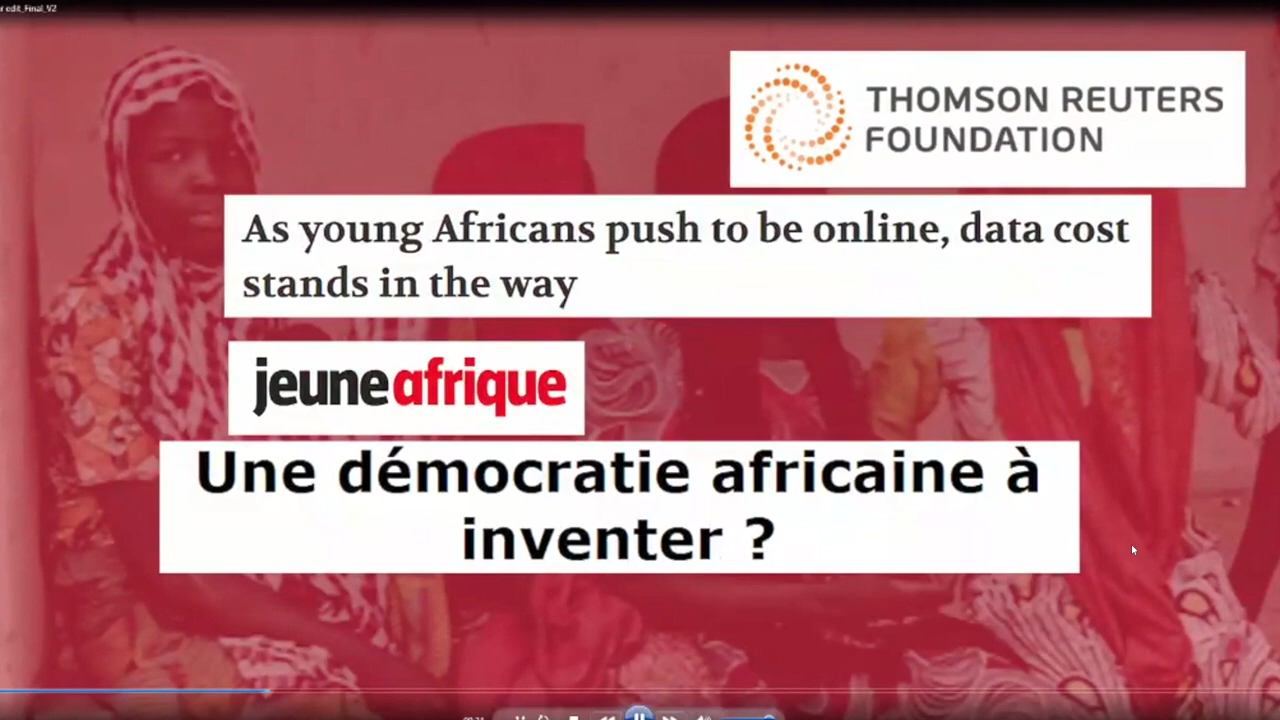 edit_Final_V2
THOMSON REUTERS
FOUNDATION
As young Africans push to be online, data cost
stands in the way
jeuneafrique
Une démocratie africaine à
inventer ?